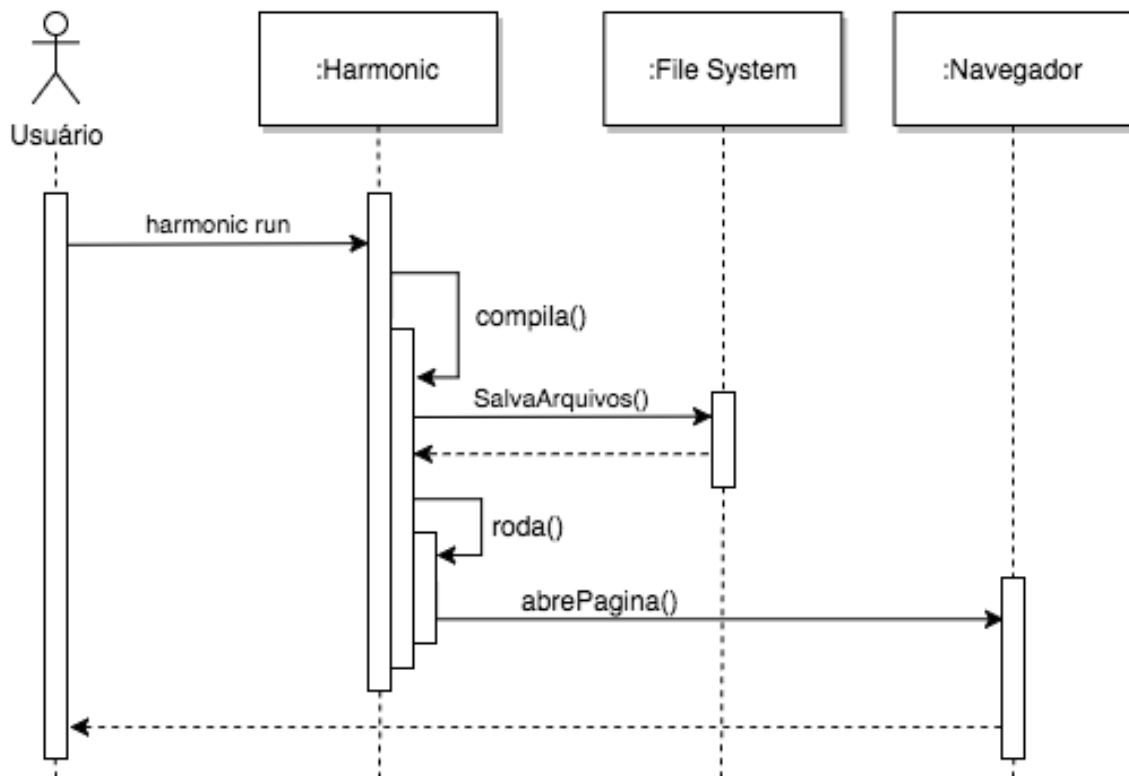 :Harmonic
:File System
:Navegador
Usuário
harmonic run
compila()
SalvaArquivos()
roda()
abrePagina()